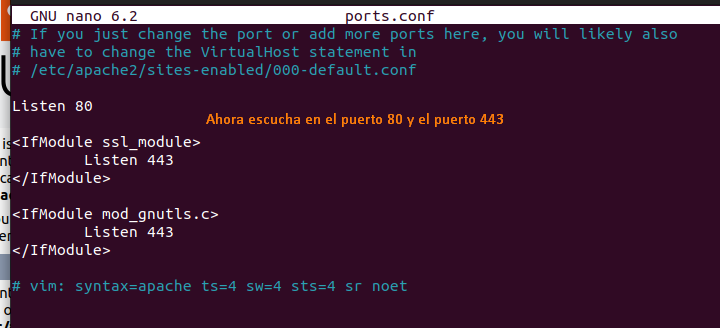 GNU nano 6.2 ports.conf
# If you just change the port or add more ports here, you will likely also
# have to change the VirtualHost statement in
# /etc/apache2/sites-enabled/000-default.conf
Listen 80
Ahora escucha en el puerto 80 y el puerto 443
<IfModule ssl_module>
        Listen 443
</IfModule>
<IfModule mod_gnutls.c>
        Listen 443
</IfModule>
# vim: syntax=apache ts=4 sw=4 sts=4 sr noet